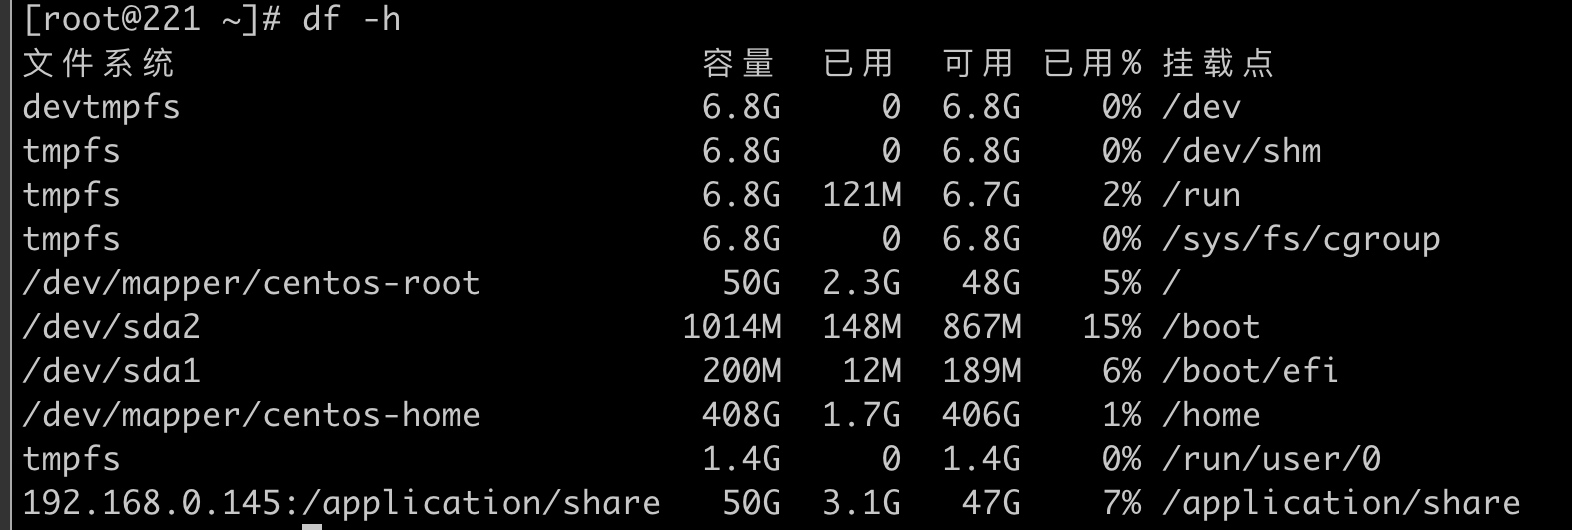 [root@221 ~]# df -h
文件系统 容量 已用 可用 已用% 挂载点
devtmpfs 6.8G 0 6.8G 0% /dev
tmpfs 6.8G 0 6.8G 0% /dev/shm
tmpfs 6.8G 121M 6.7G 2% /run
tmpfs 6.8G 0 6.8G 0% /sys/fs/cgroup
/dev/mapper/centos-root 50G 2.3G 48G 5% /
/dev/sda2 1014M 148M 867M 15% /boot
/dev/sda1 200M 12M 189M 6% /boot/efi
/dev/mapper/centos-home 408G 1.7G 406G 1% /home
tmpfs 1.4G 0 1.4G 0% /run/user/0
192.168.0.145:/application/share 50G 3.1G 47G 7% /application/share